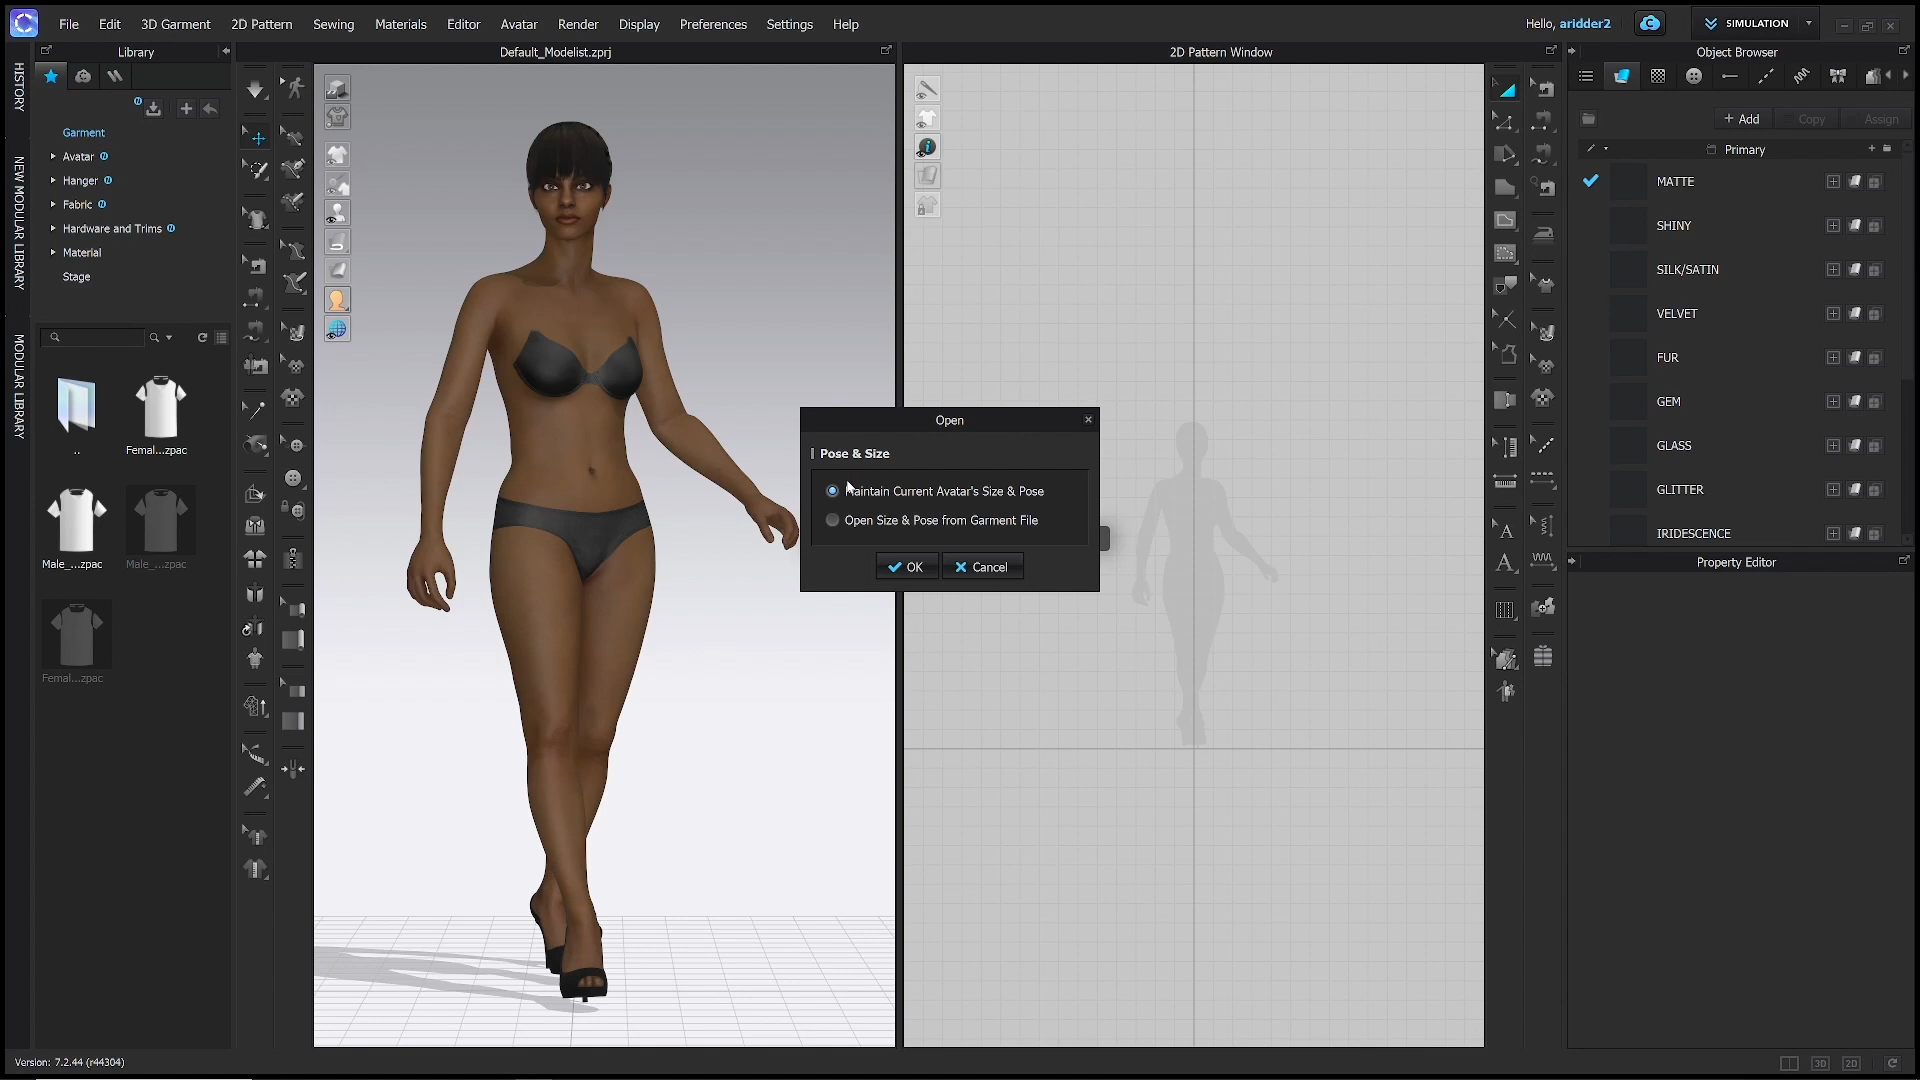 File Edit 3D Garment 2D Pattern Sewing Materials Editor Avatar Render Display Preferences Settings Help
Hello, aridder2
SIMULATION
Library
Default_Modelist.zprj
2D Pattern Window
Object Browser
HISTORY
NEW MODULAR LIBRARY
MODULAR LIBRARY
Garment
Avatar
Hanger
Fabric
Hardware and Trims
Material
Stage
..
Femal...zpac
Male_...zpac
Male_...zpac
Femal...zpac
Open
Pose & Size
Maintain Current Avatar's Size & Pose
Open Size & Pose from Garment File
OK Cancel
+ Add Copy Assign
Primary
MATTE
SHINY
SILK/SATIN
VELVET
FUR
GEM
GLASS
GLITTER
IRIDESCENCE
Property Editor
Version: 7.2.44 (r44304)
3D 2D